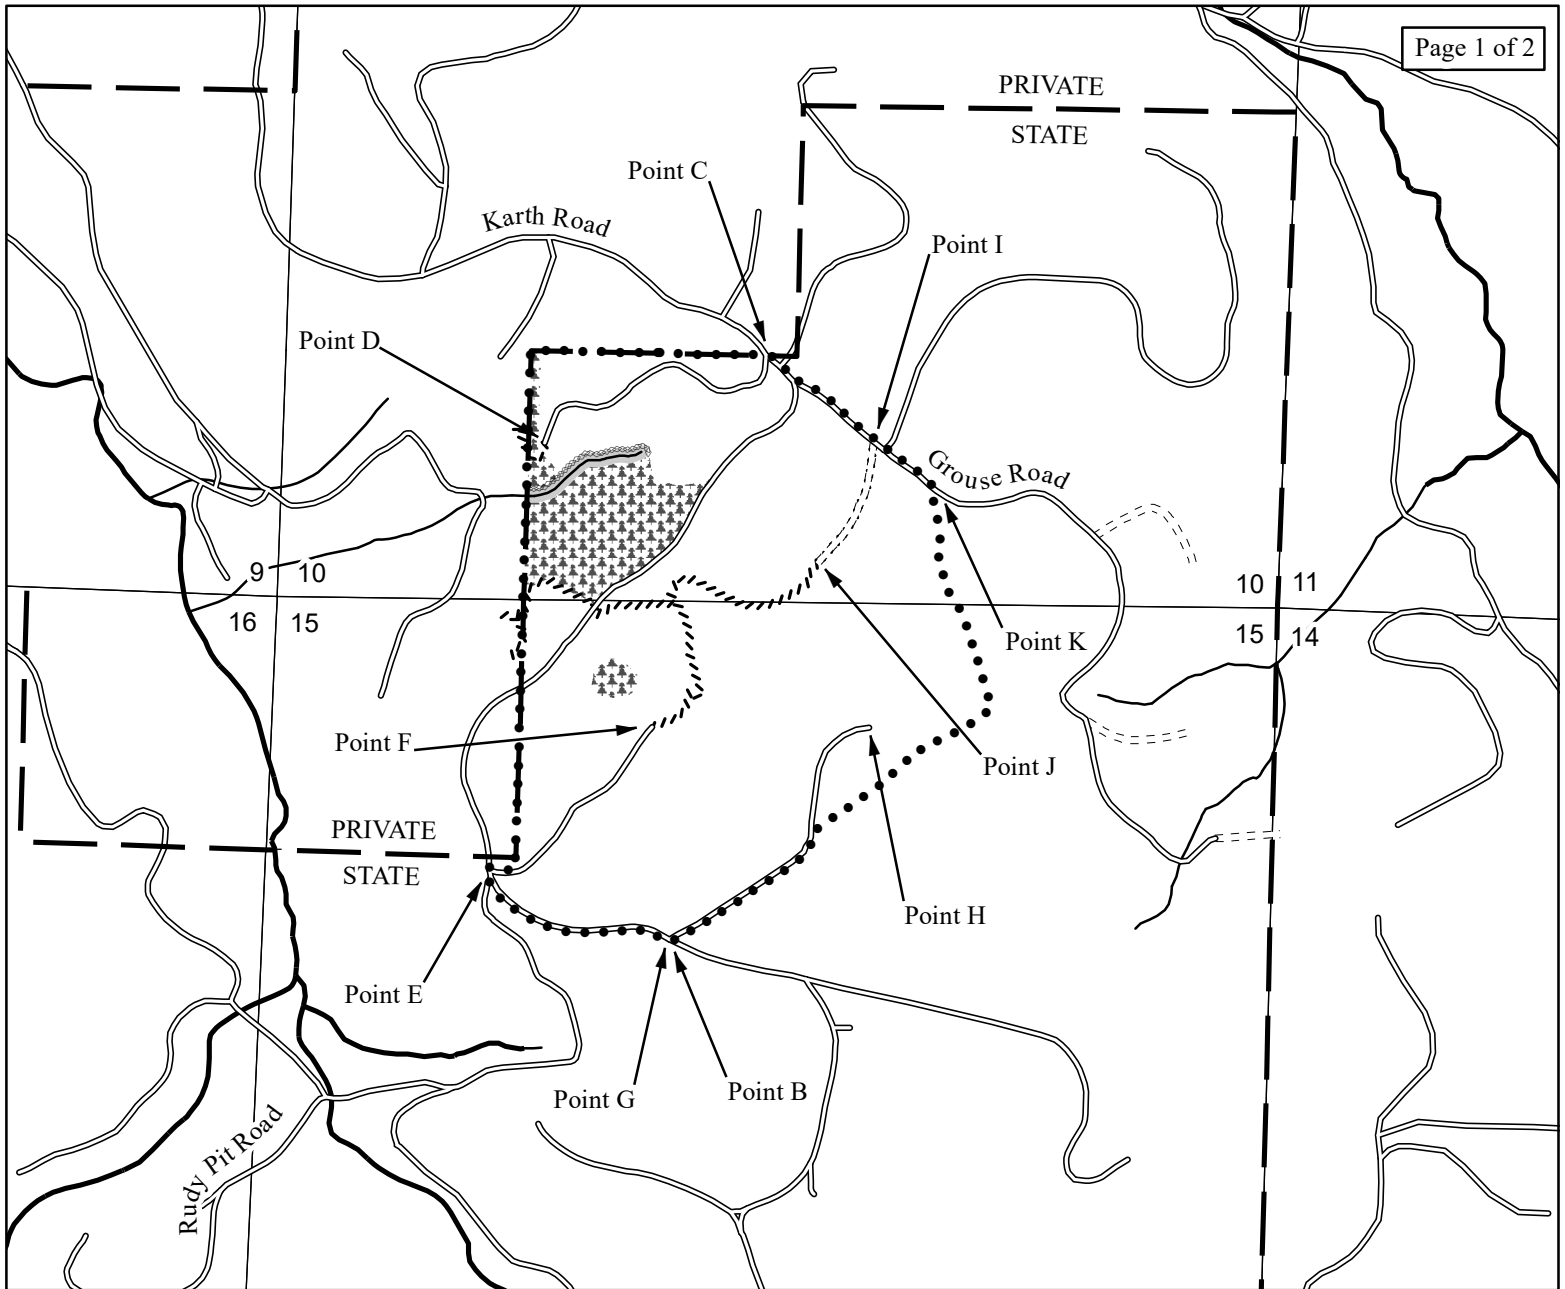 Page 1 of 2
PRIVATE
STATE
Point C
Karth Road
Point I
Point D
Grouse Road
9 10
10 11
16 15
15 14
Point K
Point F
Point J
PRIVATE
STATE
Point H
Point E
Point G
Point B
Rudy Pit Road